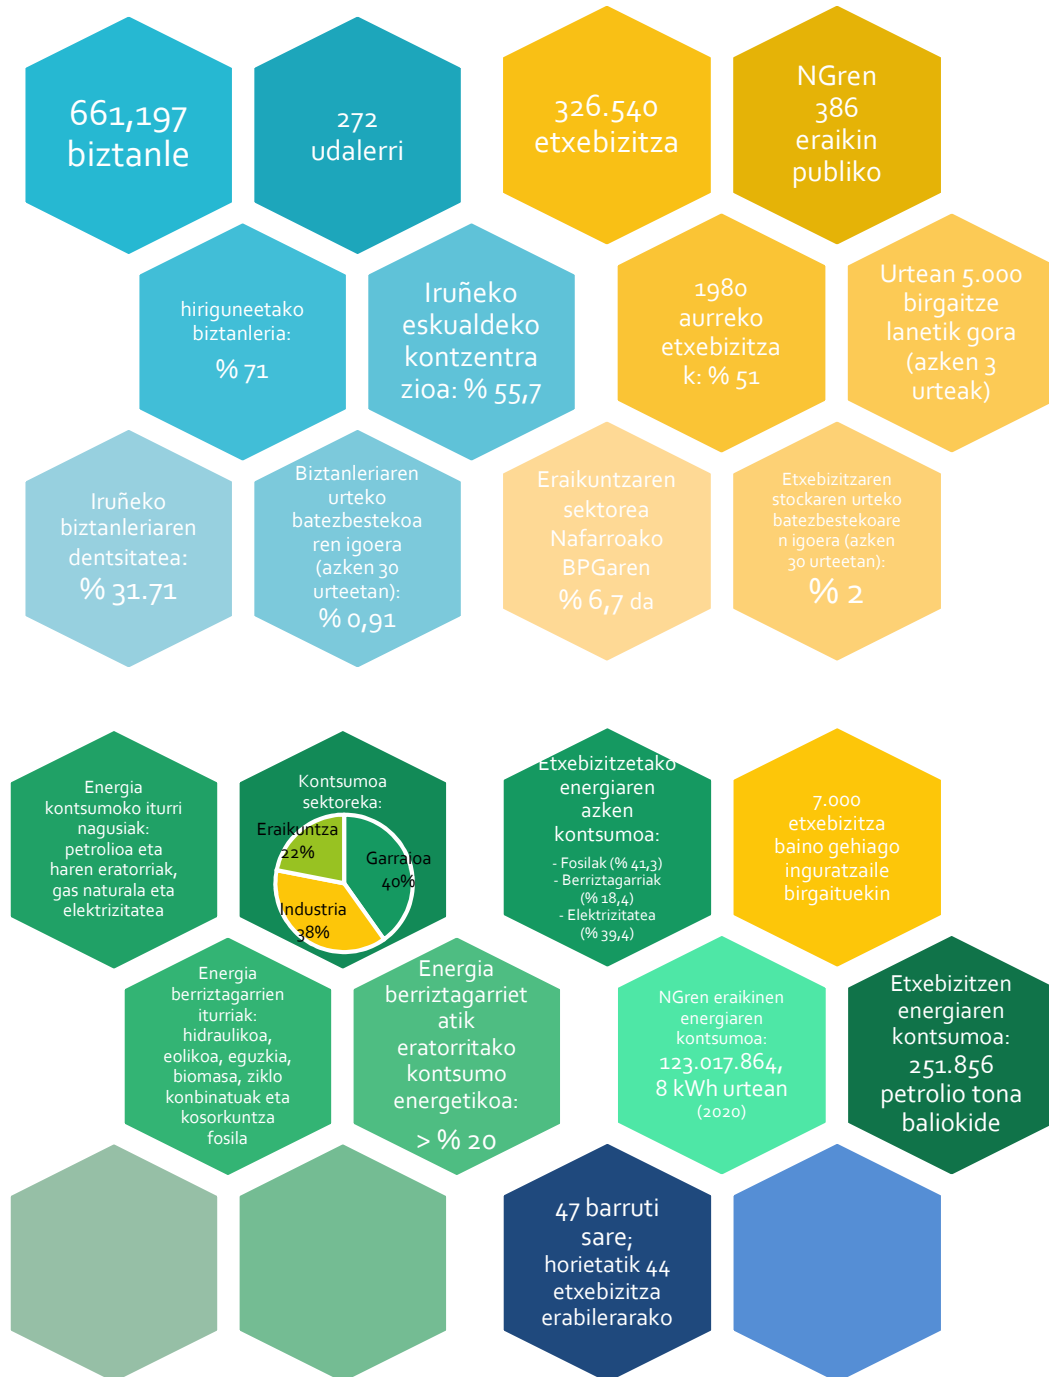 661,197
biztanle
272
udalerri
326.540
etxebizitza
NGren
386
eraikin
publiko
hiriguneetako
biztanleria:
% 71
Iruñeko
eskualdeko
kontzentra
zioa: % 55,7
1980
aurreko
etxebizitza
k: % 51
Urtean 5.000
birgaitze
lanetik gora
(azken 3
urteak)
Iruñeko
biztanleriaren
dentsitatea:
% 31.71
Biztanleriaren
urteko
batezbestekoa
ren igoera
(azken 30
urteetan):
% 0,91
Eraikuntzaren
sektorea
Nafarroako
BPGaren
% 6,7 da
Etxebizitzaren
stockaren urteko
batezbestekoare
n igoera (azken
30 urteetan):
% 2
Energia
kontsumoko iturri
nagusiak:
petrolioa eta
haren eratorriak,
gas naturala eta
elektrizitatea
Kontsumoa
sektoreka:
Eraikuntza
22%
Garraioa
40%
Industria
38%
Etxebizitzetako
energiaren
azken
kontsumoa:
- Fosilak (% 41,3)
- Berriztagarriak
(% 18,4)
- Elektrizitatea
(% 39,4)
7.000
etxebizitza
baino gehiago
inguratzaile
birgaituekin
Energia
berriztagarrien
iturriak:
hidraulikoa,
eolikoa, eguzkia,
biomasa, ziklo
konbinatuak eta
kosorkuntza
fosila
Energia
berriztagarriet
atik
eratorritako
kontsumo
energetikoa:
> % 20
NGren eraikinen
energiaren
kontsumoa:
123.017.864,
8 kWh urtean
(2020)
Etxebizitzen
energiaren
kontsumoa:
251.856
petrolio tona
baliokide
47 barruti
sare;
horietatik 44
etxebizitza
erabilerarako